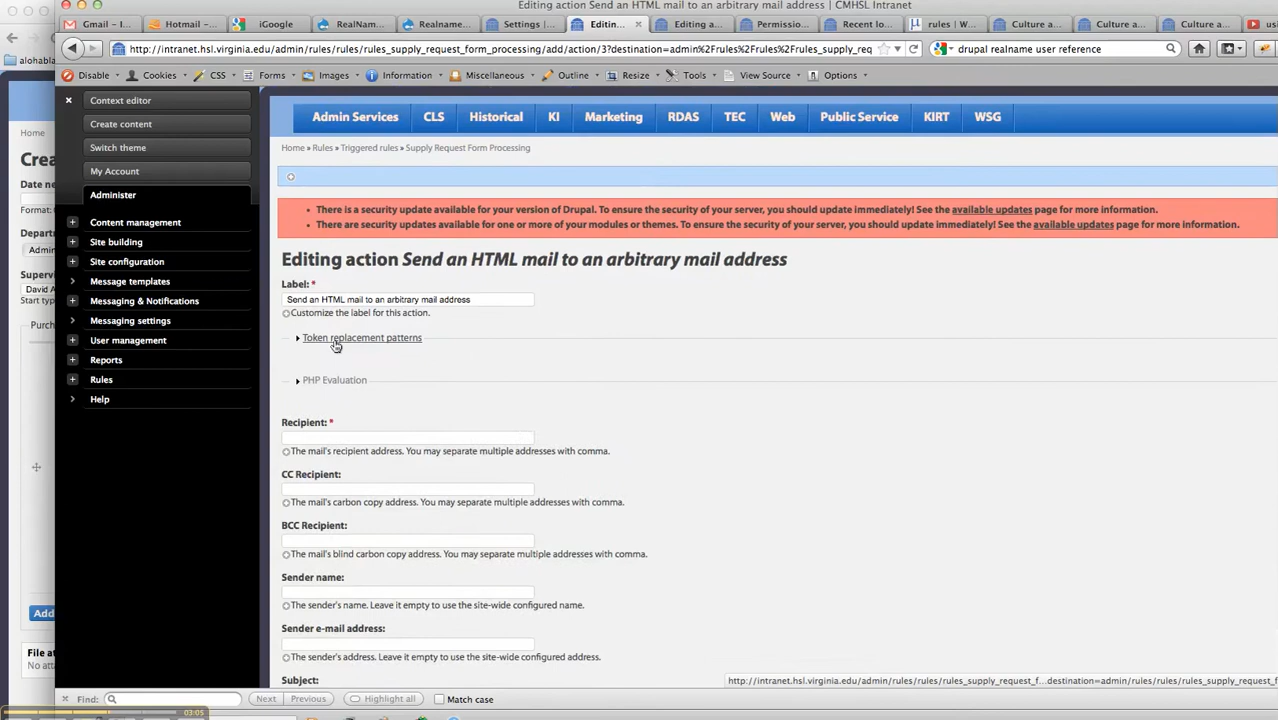 Editing action Send an HTML mail to an arbitrary mail address | CMHSL Intranet
Gmail – I... Hotmail – ... iGoogle RealNam... Realname... Settings |... Editin... Editing a... Permissio... Recent lo... rules | W... Culture a... Culture a... Culture a...
http://intranet.hsl.virginia.edu/admin/rules/rules/rules_supply_request_form_processing/edit/action/3?destination=admin%2Frules%2Frules%2Frules_supply_req
drupal realname user reference
Disable Cookies CSS Forms Images Information Miscellaneous Outline Resize Tools View Source Options
alohabla
Home
Crea
Date ne
Format:
Depart
Admin
Supervi
David A
Start typ
Purch
Add
File at
No att
Context editor
Create content
Switch theme
My Account
Administer
Content management
Site building
Site configuration
Message templates
Messaging & Notifications
Messaging settings
User management
Reports
Rules
Help
Admin Services CLS Historical KI Marketing RDAS TEC Web Public Service KIRT WSG
Home » Rules » Triggered rules » Supply Request Form Processing
• There is a security update available for your version of Drupal. To ensure the security of your server, you should update immediately! See the available updates page for more information.
• There are security updates available for one or more of your modules or themes. To ensure the security of your server, you should update immediately! See the available updates page for more information.
Editing action Send an HTML mail to an arbitrary mail address
Label: *
Send an HTML mail to an arbitrary mail address
Customize the label for this action.
Token replacement patterns
PHP Evaluation
Recipient: *
The mail's recipient address. You may separate multiple addresses with comma.
CC Recipient:
The mail's carbon copy address. You may separate multiple addresses with comma.
BCC Recipient:
The mail's blind carbon copy address. You may separate multiple addresses with comma.
Sender name:
The sender's name. Leave it empty to use the site-wide configured name.
Sender e-mail address:
The sender's address. Leave it empty to use the site-wide configured address.
Subject:
http://intranet.hsl.virginia.edu/admin/rules/rules/rules_supply_request_f...destination=admin/rules/rules/rules_supply_request_f
Find: Next Previous Highlight all Match case
03:05